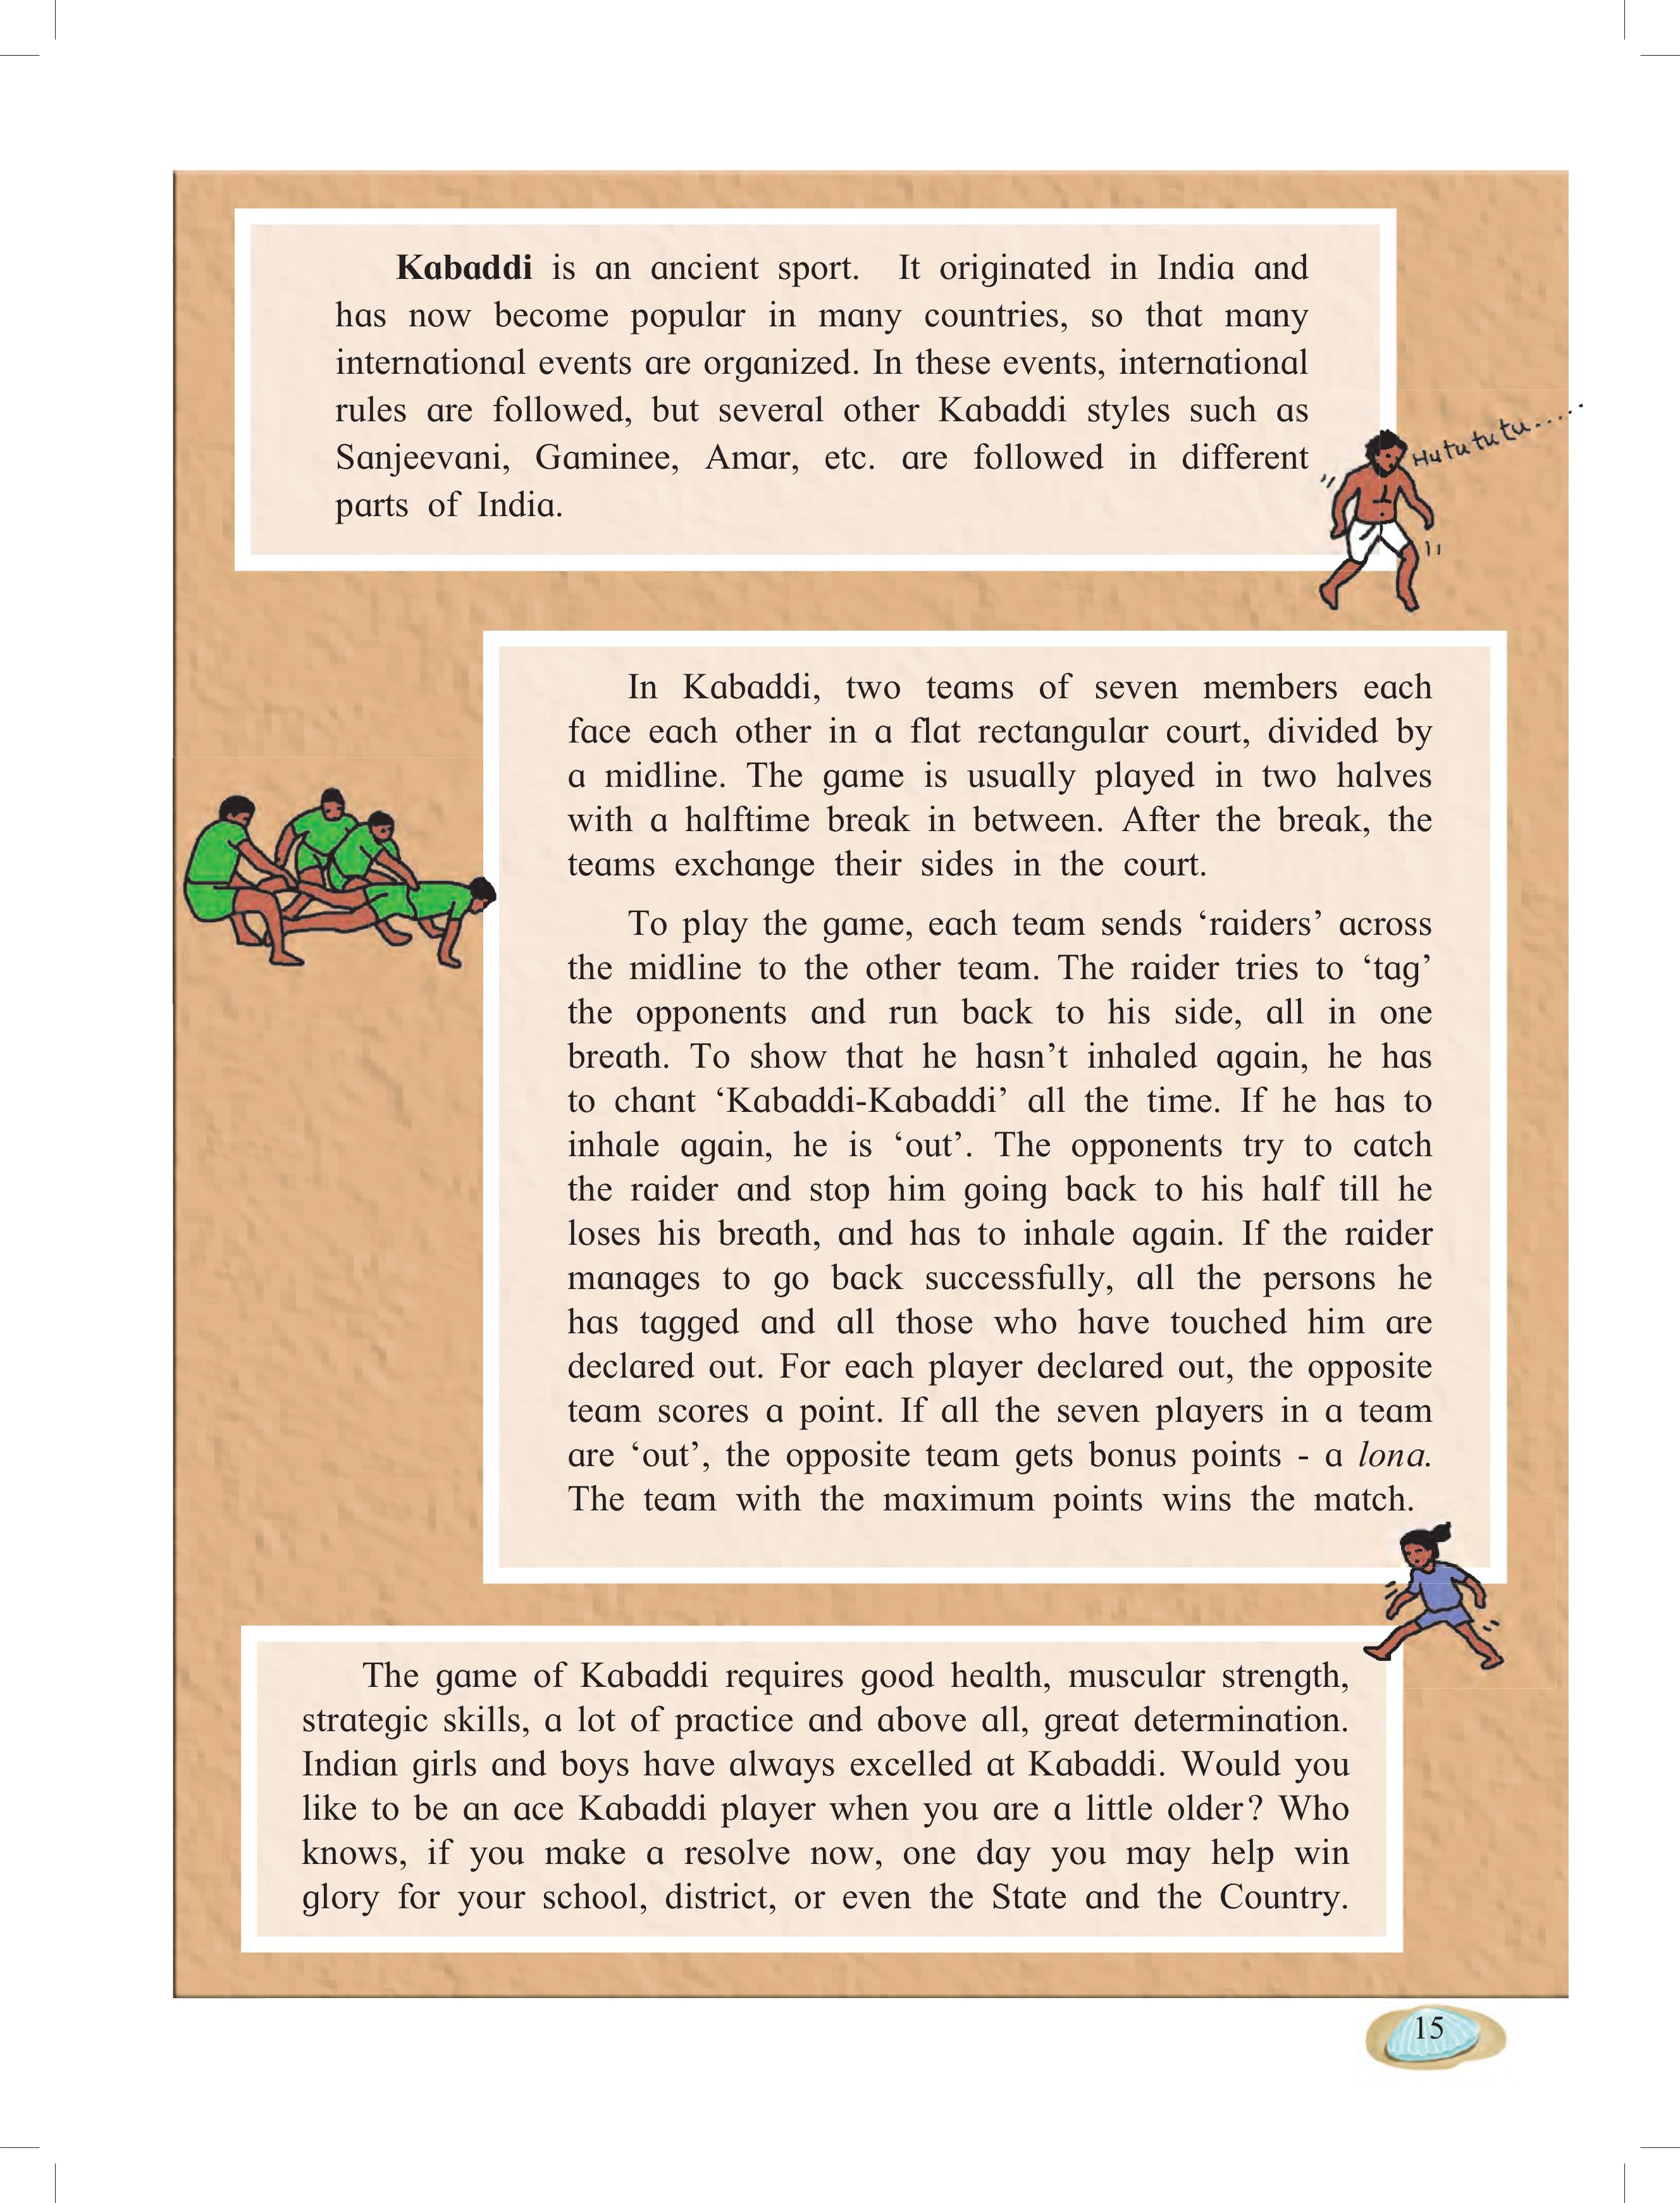 Kabaddi is an ancient sport. It originated in India and
has now become popular in many countries, so that many
international events are organized. In these events, international
rules are followed, but several other Kabaddi styles such as
Sanjeevani, Gaminee, Amar, etc. are followed in different
parts of India.
Hutututu.....
In Kabaddi, two teams of seven members each
face each other in a flat rectangular court, divided by
a midline. The game is usually played in two halves
with a halftime break in between. After the break, the
teams exchange their sides in the court.
To play the game, each team sends ‘raiders’ across
the midline to the other team. The raider tries to ‘tag’
the opponents and run back to his side, all in one
breath. To show that he hasn’t inhaled again, he has
to chant ‘Kabaddi-Kabaddi’ all the time. If he has to
inhale again, he is ‘out’. The opponents try to catch
the raider and stop him going back to his half till he
loses his breath, and has to inhale again. If the raider
manages to go back successfully, all the persons he
has tagged and all those who have touched him are
declared out. For each player declared out, the opposite
team scores a point. If all the seven players in a team
are ‘out’, the opposite team gets bonus points - a lona.
The team with the maximum points wins the match.
The game of Kabaddi requires good health, muscular strength,
strategic skills, a lot of practice and above all, great determination.
Indian girls and boys have always excelled at Kabaddi. Would you
like to be an ace Kabaddi player when you are a little older? Who
knows, if you make a resolve now, one day you may help win
glory for your school, district, or even the State and the Country.
15